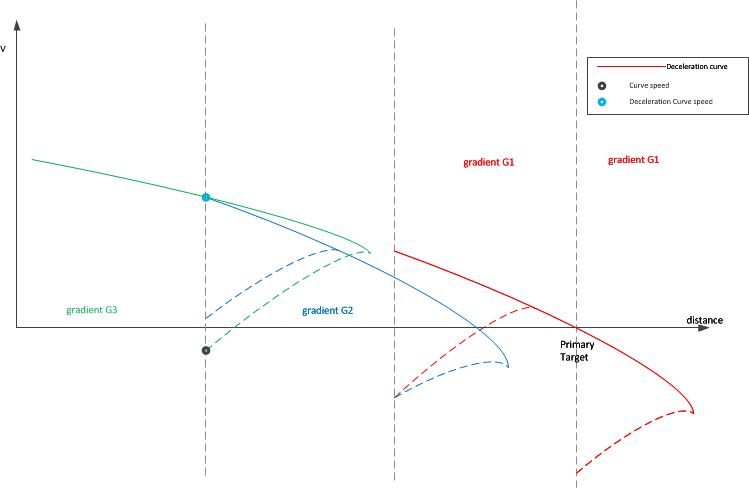 V
Deceleration curve
Curve speed
Deceleration Curve speed
gradient G1
gradient G1
gradient G3
gradient G2
distance
Primary
Target